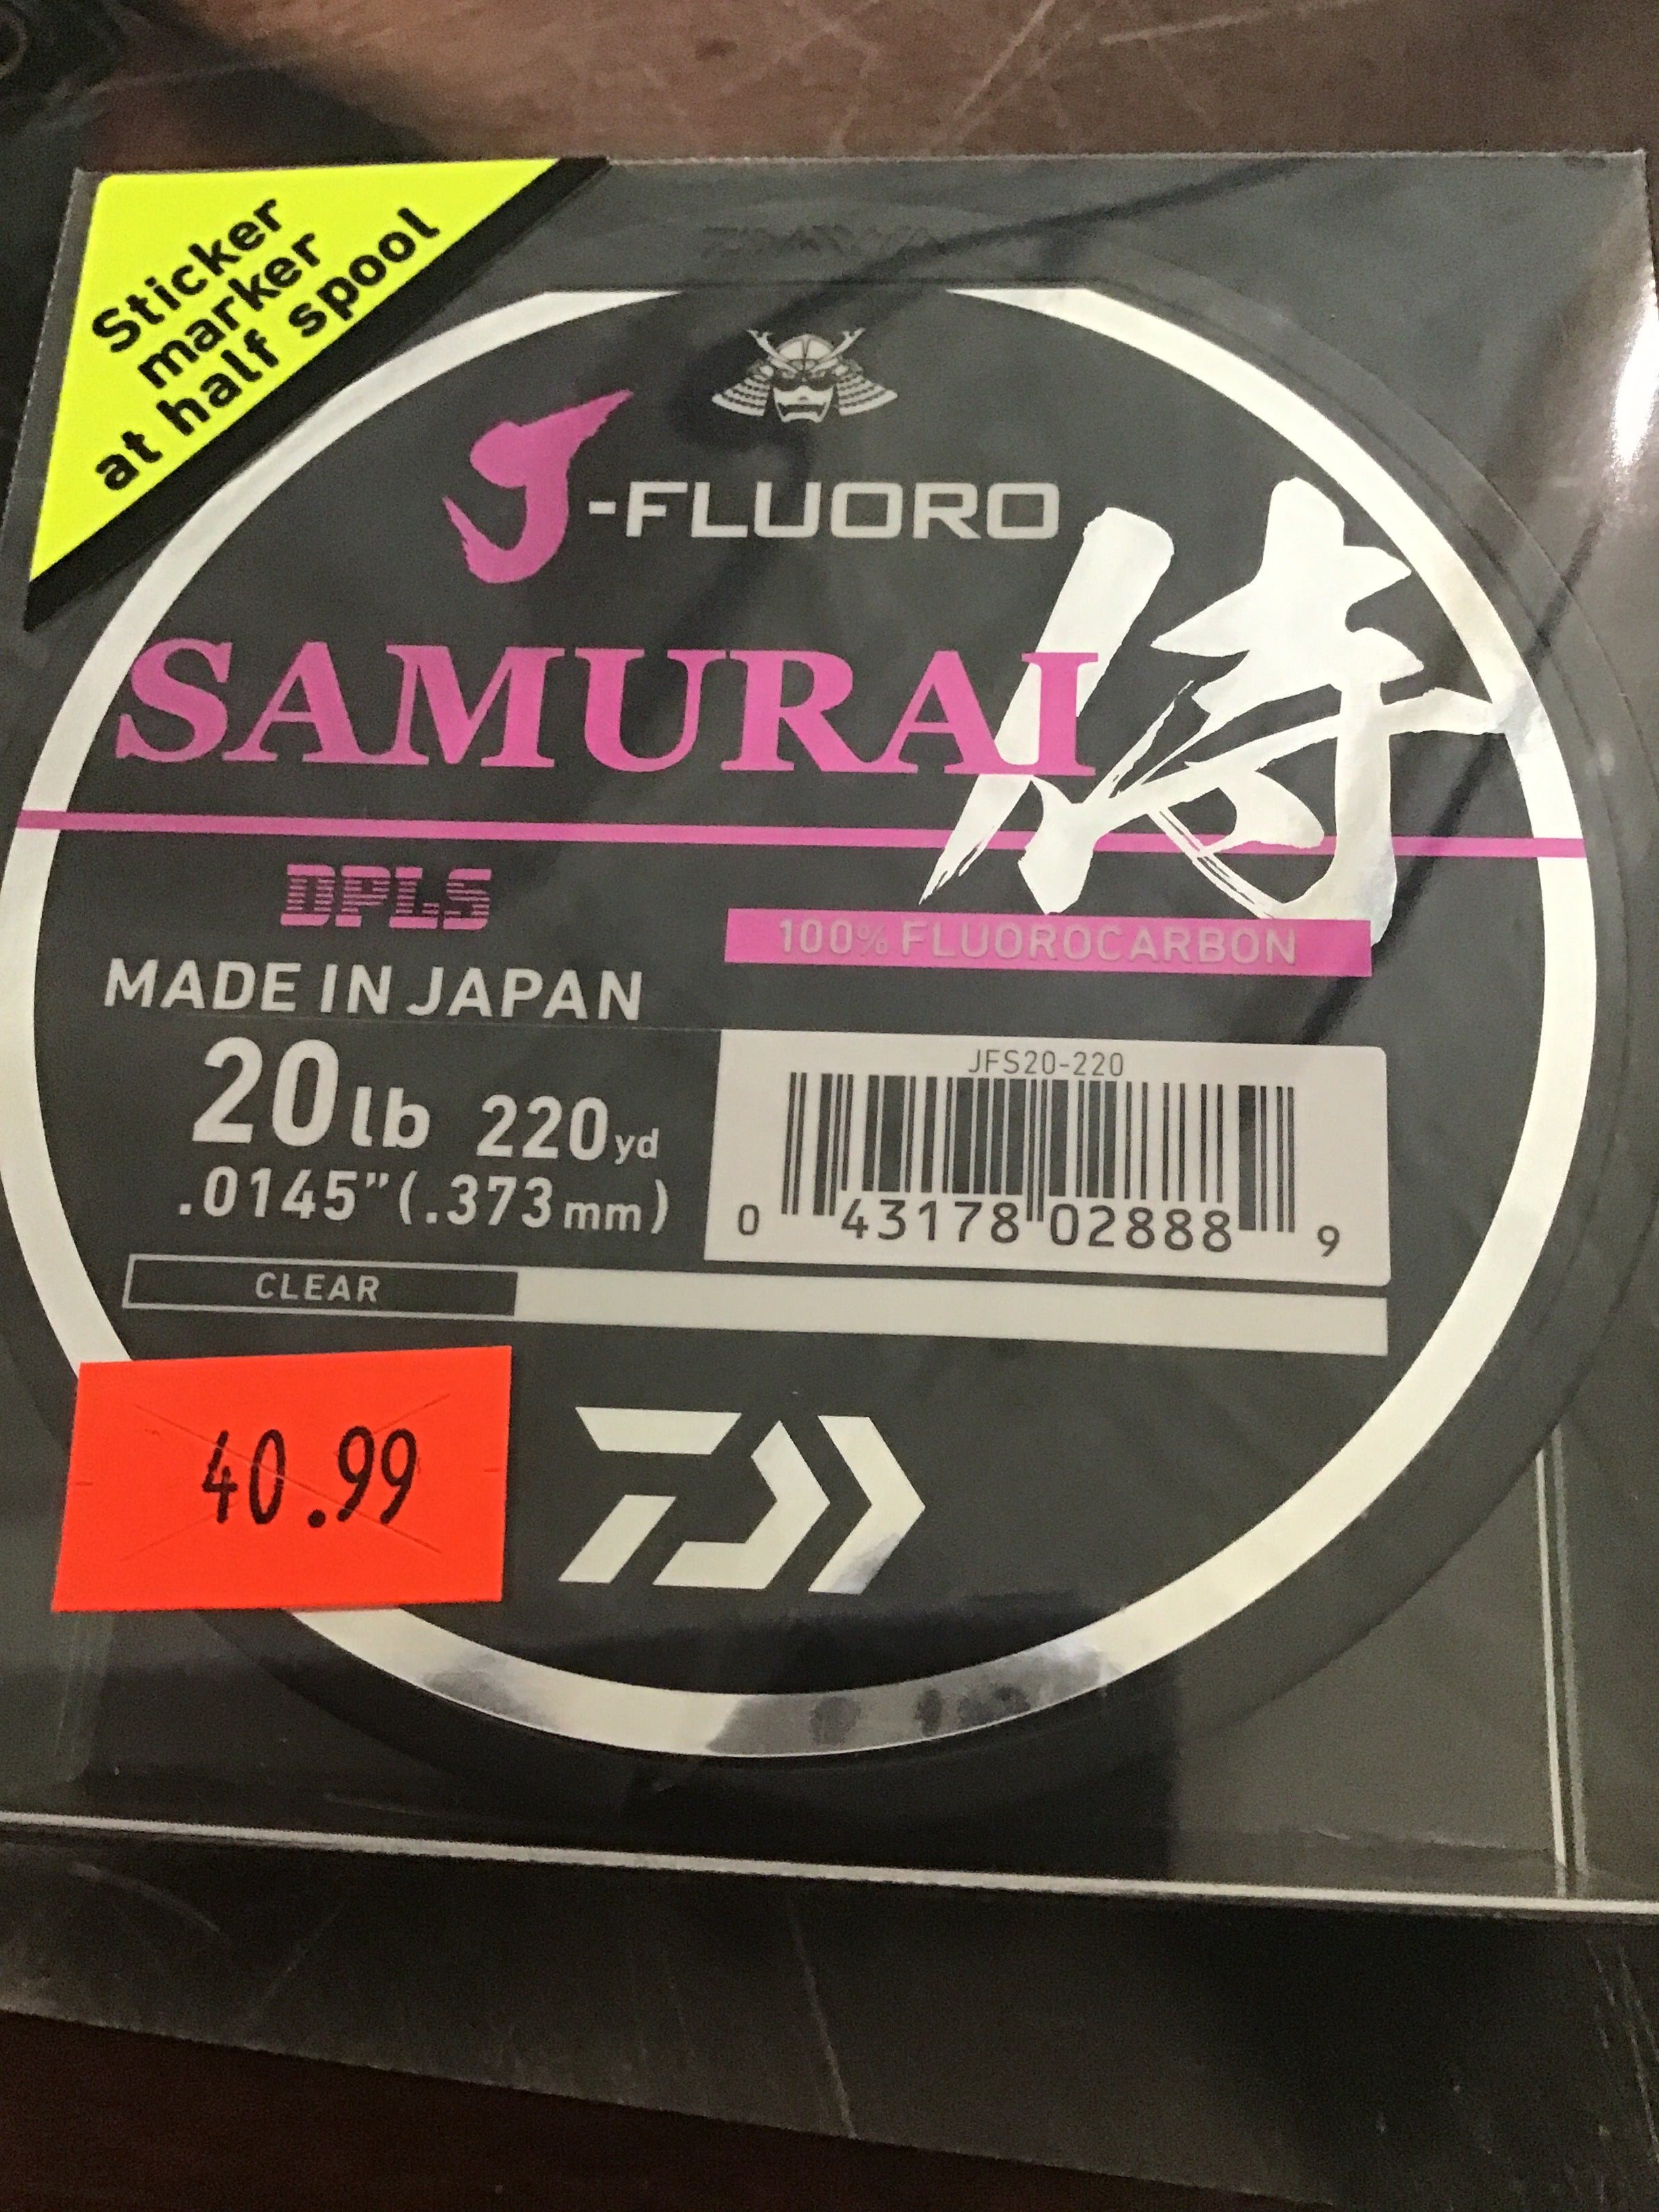 Sticker
marker
at half spool
J-FLUORO
SAMURAI 侍
DPLS
100% FLUOROCARBON
MADE IN JAPAN
20lb 220yd
.0145"(.373mm)
JFS20-220
0 43178 02888 9
CLEAR
40.99